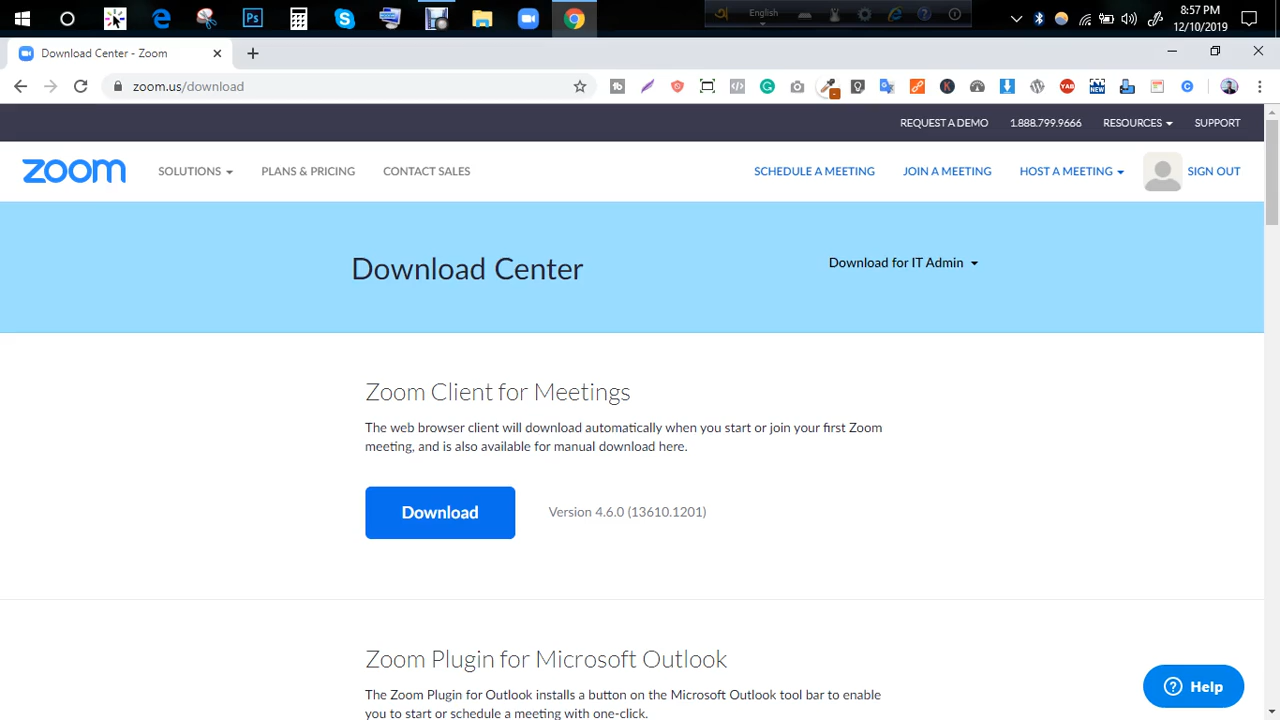 English
8:57 PM
12/10/2019
Download Center - Zoom
zoom.us/download
REQUEST A DEMO 1.888.799.9666 RESOURCES SUPPORT
zoom SOLUTIONS PLANS & PRICING CONTACT SALES SCHEDULE A MEETING JOIN A MEETING HOST A MEETING SIGN OUT
Download Center
Download for IT Admin
Zoom Client for Meetings
The web browser client will download automatically when you start or join your first Zoom
meeting, and is also available for manual download here.
Download Version 4.6.0 (13610.1201)
Zoom Plugin for Microsoft Outlook
The Zoom Plugin for Outlook installs a button on the Microsoft Outlook tool bar to enable
you to start or schedule a meeting with one-click.
Help